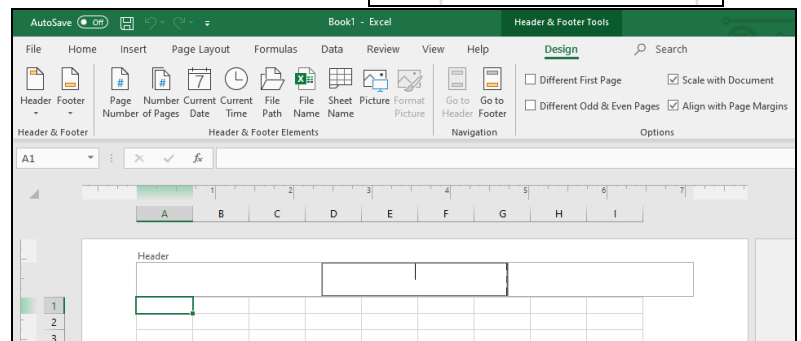 AutoSave Off Book1 - Excel Header & Footer Tools
File Home Insert Page Layout Formulas Data Review View Help Design Search
Header Footer Page Number Number of Pages Current Date Current Time File Path File Name Sheet Name Picture Format Picture Go to Header Go to Footer
Different First Page Scale with Document
Different Odd & Even Pages Align with Page Margins
Header & Footer Header & Footer Elements Navigation Options
A1 fx
1 2 3 4 5 6 7
A B C D E F G H I
Header
1
2
3